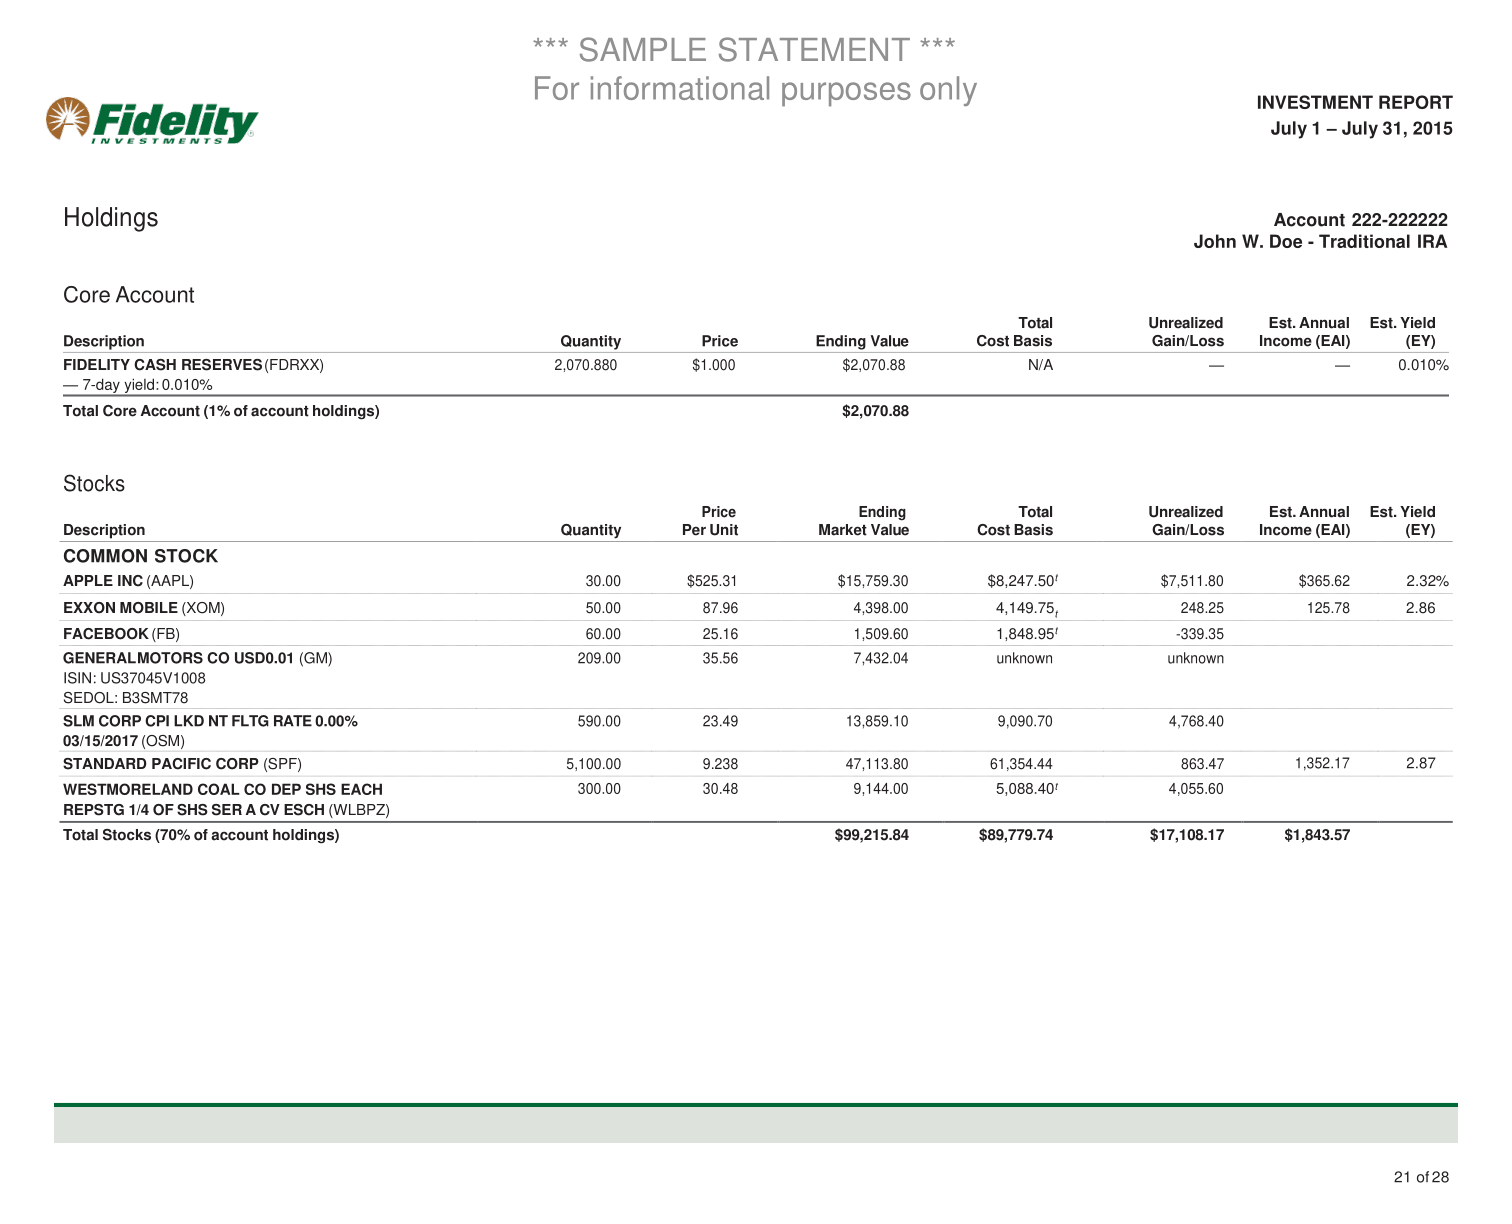 *** SAMPLE STATEMENT ***
For informational purposes only
Fidelity
INVESTMENTS®
INVESTMENT REPORT
July 1 – July 31, 2015
Holdings
Account 222-222222
John W. Doe - Traditional IRA
Core Account
Total Unrealized Est. Annual Est. Yield
Description Quantity Price Ending Value Cost Basis Gain/Loss Income (EAI) (EY)
FIDELITY CASH RESERVES (FDRXX) 2,070.880 $1.000 $2,070.88 N/A — — 0.010%
— 7-day yield: 0.010%
Total Core Account (1% of account holdings) $2,070.88
Stocks
Price Ending Total Unrealized Est. Annual Est. Yield
Description Quantity Per Unit Market Value Cost Basis Gain/Loss Income (EAI) (EY)
COMMON STOCK
APPLE INC (AAPL) 30.00 $525.31 $15,759.30 $8,247.50t $7,511.80 $365.62 2.32%
EXXON MOBILE (XOM) 50.00 87.96 4,398.00 4,149.75t 248.25 125.78 2.86
FACEBOOK (FB) 60.00 25.16 1,509.60 1,848.95t -339.35
GENERALMOTORS CO USD0.01 (GM) 209.00 35.56 7,432.04 unknown unknown
ISIN: US37045V1008
SEDOL: B3SMT78
SLM CORP CPI LKD NT FLTG RATE 0.00% 590.00 23.49 13,859.10 9,090.70 4,768.40
03/15/2017 (OSM)
STANDARD PACIFIC CORP (SPF) 5,100.00 9.238 47,113.80 61,354.44 863.47 1,352.17 2.87
WESTMORELAND COAL CO DEP SHS EACH 300.00 30.48 9,144.00 5,088.40t 4,055.60
REPSTG 1/4 OF SHS SER A CV ESCH (WLBPZ)
Total Stocks (70% of account holdings) $99,215.84 $89,779.74 $17,108.17 $1,843.57
21 of 28